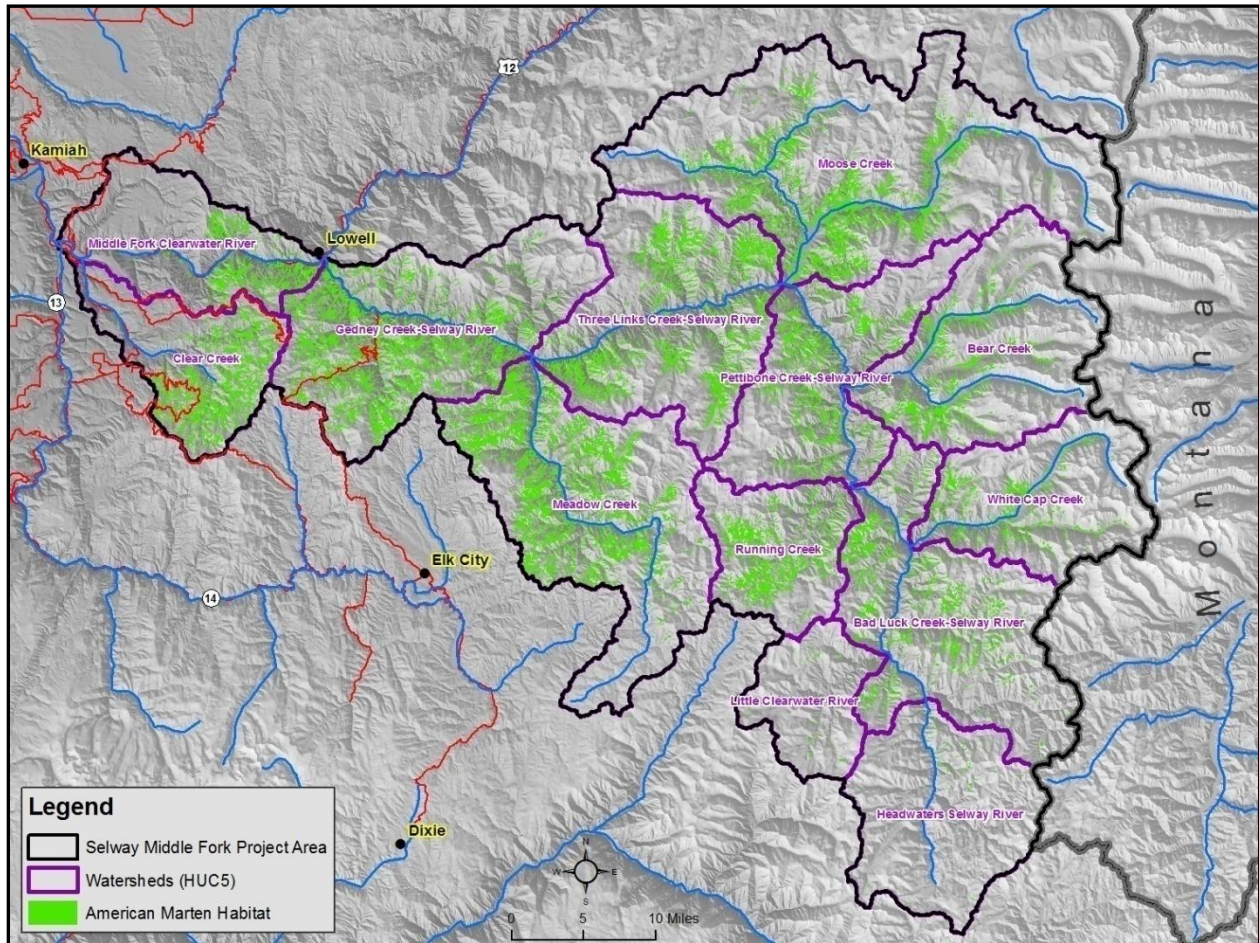 12
Kamiah
Moose Creek
Lowell
Middle Fork Clearwater River
13
Gedney Creek-Selway River
Three Links Creek-Selway River
Clear Creek
Bear Creek
Pettibone Creek-Selway River
Montana
Meadow Creek
White Cap Creek
Running Creek
Elk City
14
Bad Luck Creek-Selway River
Little Clearwater River
Headwaters Selway River
Dixie
Legend
Selway Middle Fork Project Area
Watersheds (HUC5)
American Marten Habitat
N
W E
S
0 5 10 Miles